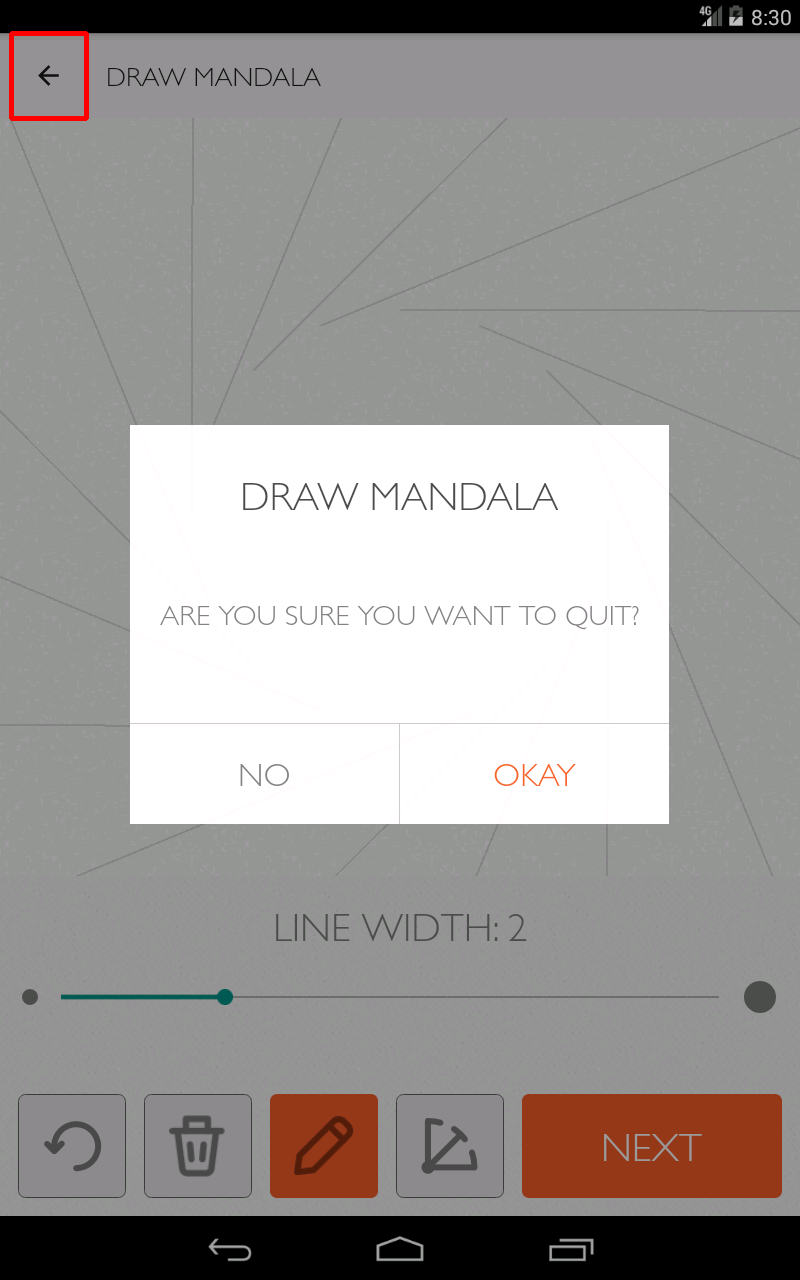 4G 8:30
DRAW MANDALA
DRAW MANDALA
ARE YOU SURE YOU WANT TO QUIT?
NO OKAY
LINE WIDTH: 2
NEXT